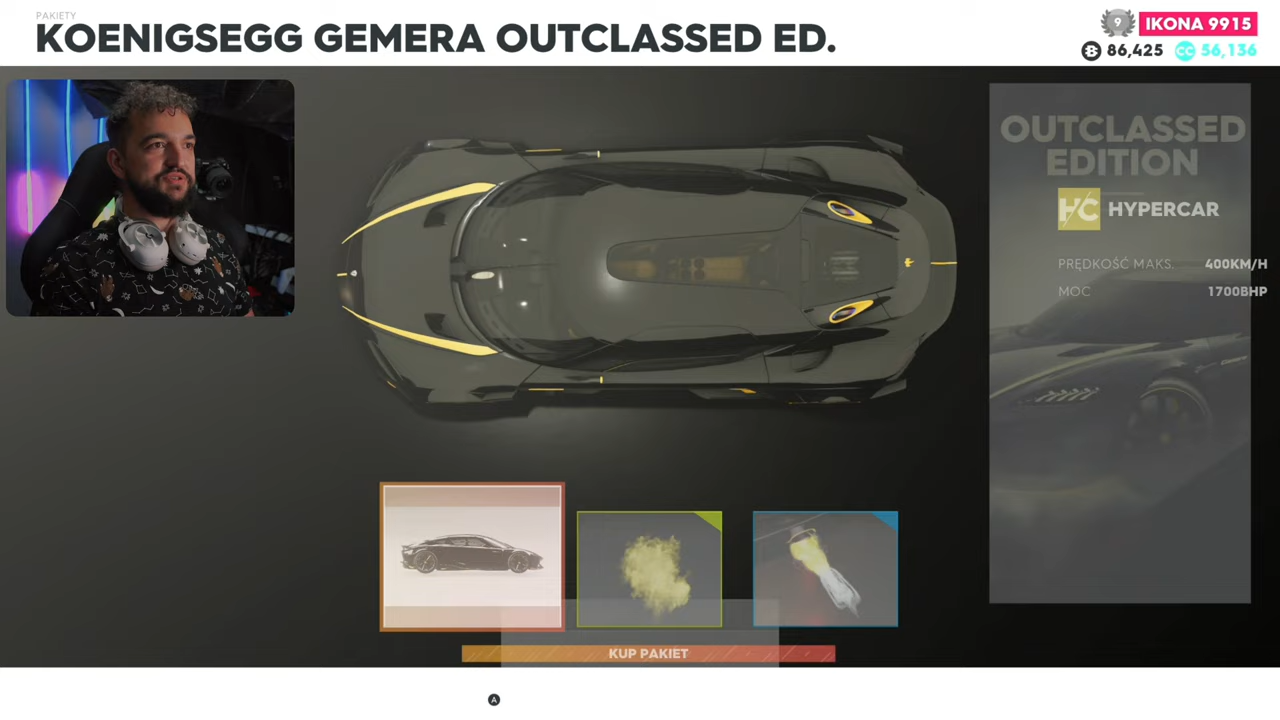 PAKIETY
KOENIGSEGG GEMERA OUTCLASSED ED.
9
IKONA 9915
86,425
CC 56,136
OUTCLASSED
EDITION
HC HYPERCAR
PRĘDKOŚĆ MAKS. 400KM/H
MOC 1700BHP
KUP PAKIET
A